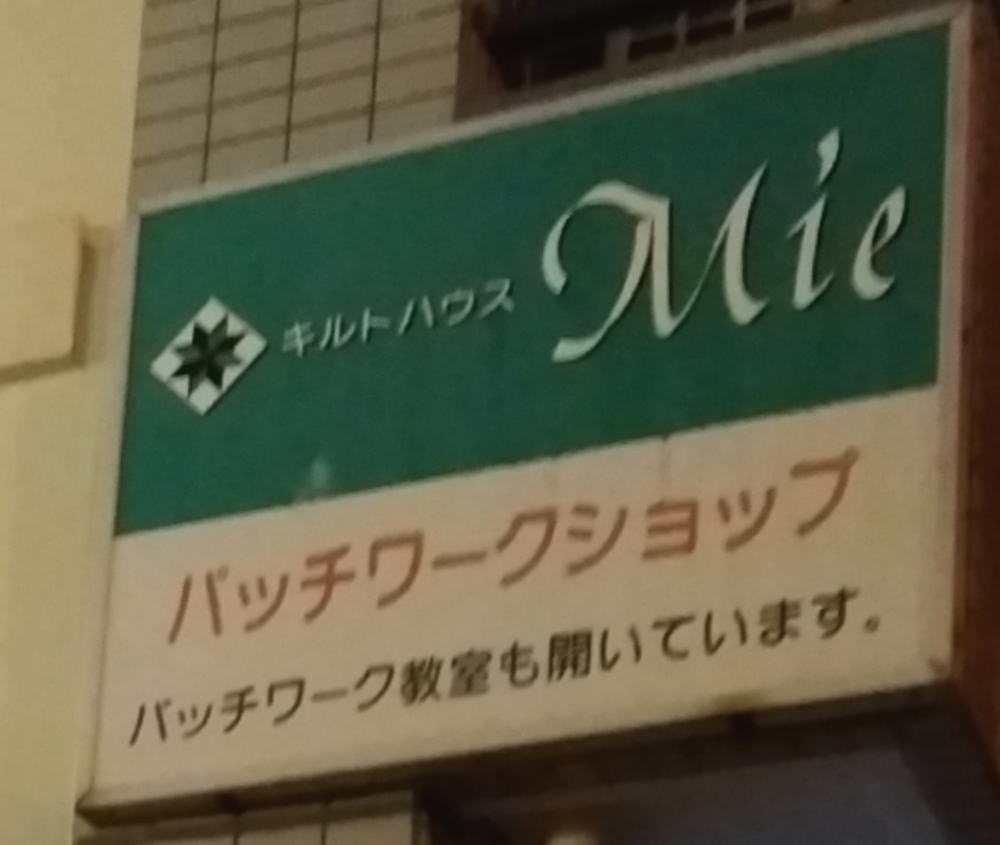 キルトハウス Mie
パッチワークショップ
パッチワーク教室も開いています。